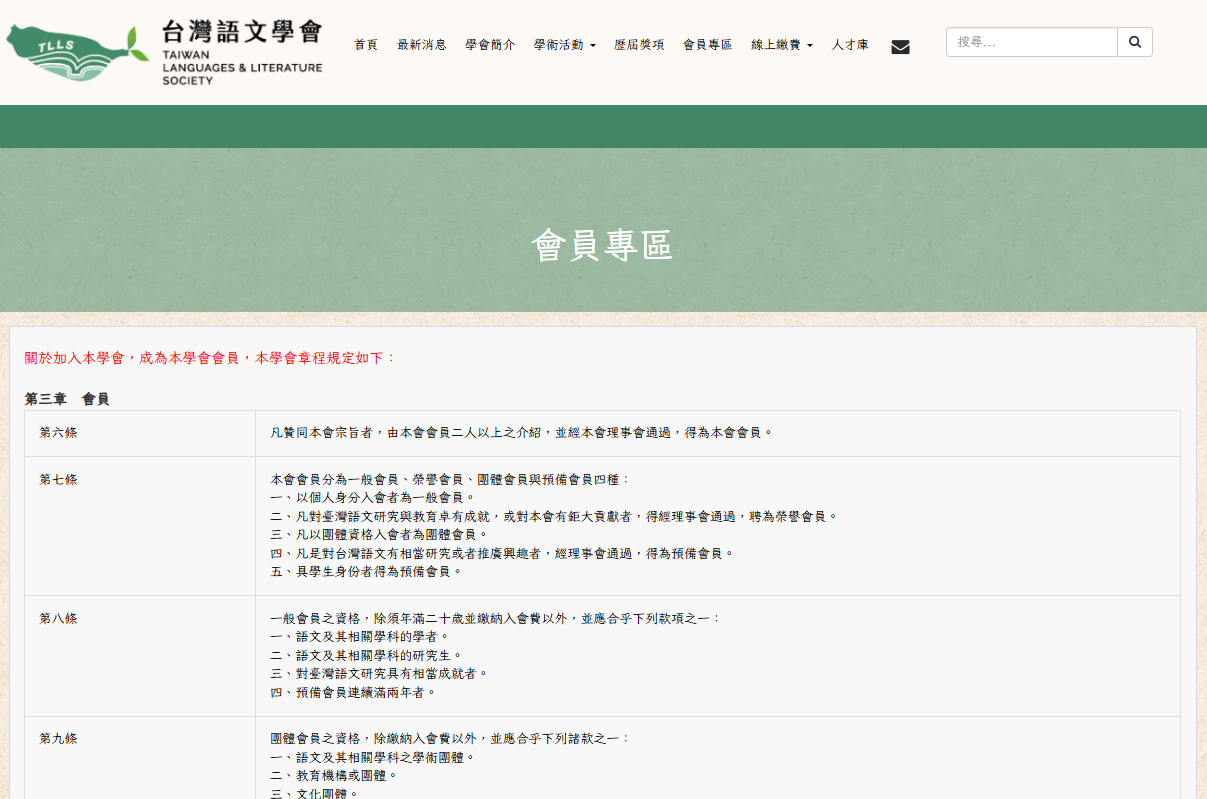 TLLS
台灣語文學會
TAIWAN
LANGUAGES & LITERATURE
SOCIETY
首頁 最新消息 學會簡介 學術活動 歷屆獎項 會員專區 線上繳費 人才庫
搜尋...
會員專區
關於加入本學會，成為本學會會員，本學會章程規定如下：
第三章　會員
第六條
凡贊同本會宗旨者，由本會會員二人以上之介紹，並經本會理事會通過，得為本會會員。
第七條
本會會員分為一般會員、榮譽會員、團體會員與預備會員四種：
一、以個人身分入會者為一般會員。
二、凡對臺灣語文研究與教育卓有成就，或對本會有鉅大貢獻者，得經理事會通過，聘為榮譽會員。
三、凡以團體資格入會者為團體會員。
四、凡是對台灣語文有相當研究或者推廣興趣者，經理事會通過，得為預備會員。
五、具學生身份者得為預備會員。
第八條
一般會員之資格，除須年滿二十歲並繳納入會費以外，並應合乎下列款項之一：
一、語文及其相關學科的學者。
二、語文及其相關學科的研究生。
三、對臺灣語文研究具有相當成就者。
四、預備會員連續滿兩年者。
第九條
團體會員之資格，除繳納入會費以外，並應合乎下列諸款之一：
一、語文及其相關學科之學術團體。
二、教育機構或團體。
三、文化團體。